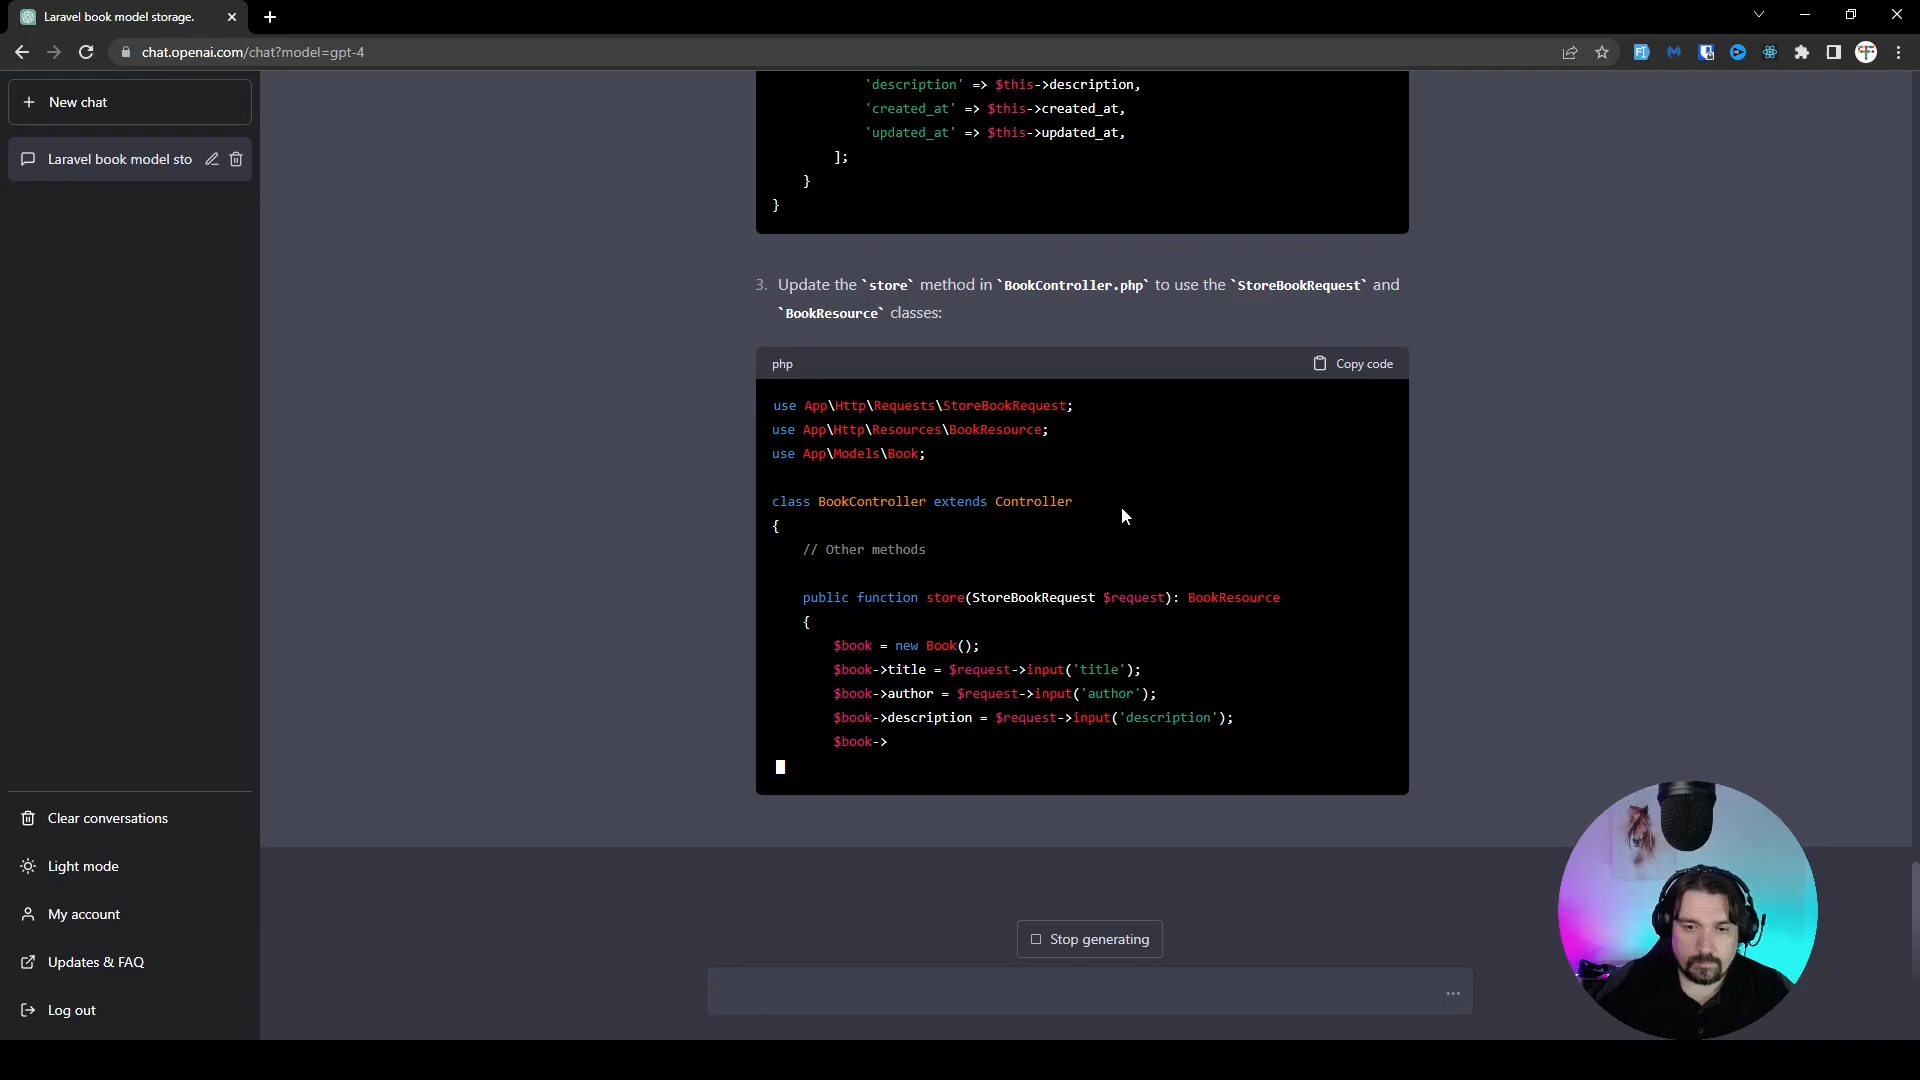 Laravel book model storage.
chat.openai.com/chat?model=gpt-4
New chat
Laravel book model sto
'description' => $this->description,
'created_at' => $this->created_at,
'updated_at' => $this->updated_at,
];
}
}
3. Update the `store` method in `BookController.php` to use the `StoreBookRequest` and
`BookResource` classes:
php
Copy code
use App\Http\Requests\StoreBookRequest;
use App\Http\Resources\BookResource;
use App\Models\Book;
class BookController extends Controller
{
// Other methods
public function store(StoreBookRequest $request): BookResource
{
$book = new Book();
$book->title = $request->input('title');
$book->author = $request->input('author');
$book->description = $request->input('description');
$book->
Clear conversations
Light mode
My account
Updates & FAQ
Log out
Stop generating